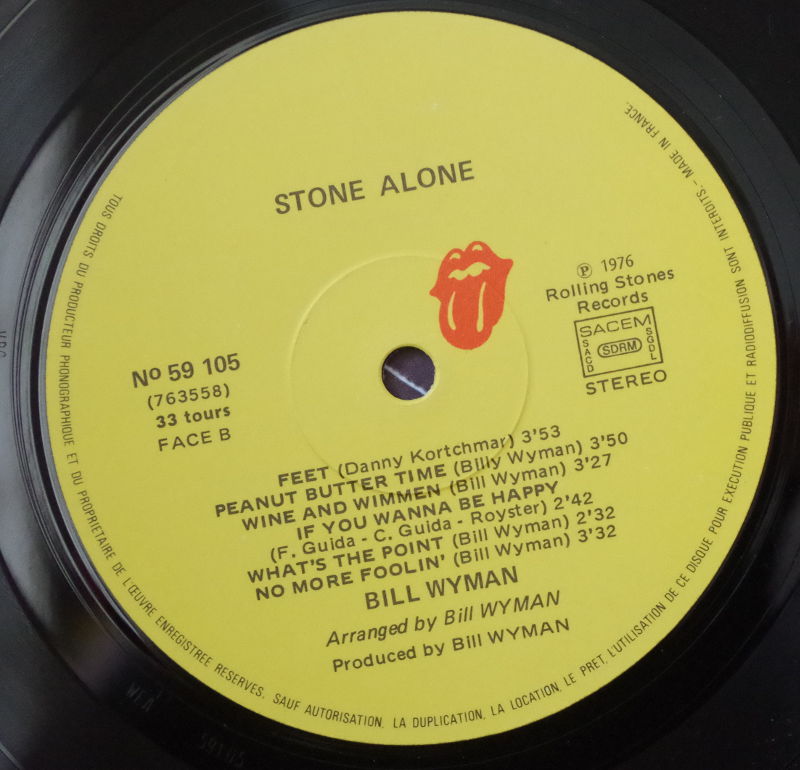 STONE ALONE
℗ 1976
Rolling Stones
Records
SACEM
SACD
SDRM
SGDL
STEREO
Nº 59 105
(763558)
33 tours
FACE B
FEET (Danny Kortchmar) 3'53
PEANUT BUTTER TIME (Billy Wyman) 3'50
WINE AND WIMMEN (Bill Wyman) 3'27
IF YOU WANNA BE HAPPY
(F. Guida - C. Guida - Royster) 2'42
WHAT'S THE POINT (Bill Wyman) 2'32
NO MORE FOOLIN' (Bill Wyman) 3'32
BILL WYMAN
Arranged by Bill WYMAN
Produced by Bill WYMAN
TOUS DROITS DU PRODUCTEUR PHONOGRAPHIQUE ET DU PROPRIETAIRE DE L'ŒUVRE ENREGISTREE RESERVES. SAUF AUTORISATION, LA DUPLICATION, LA LOCATION, LE PRET, L'UTILISATION DE CE DISQUE POUR EXECUTION PUBLIQUE ET RADIODIFFUSION SONT INTERDITS. - MADE IN FRANCE.